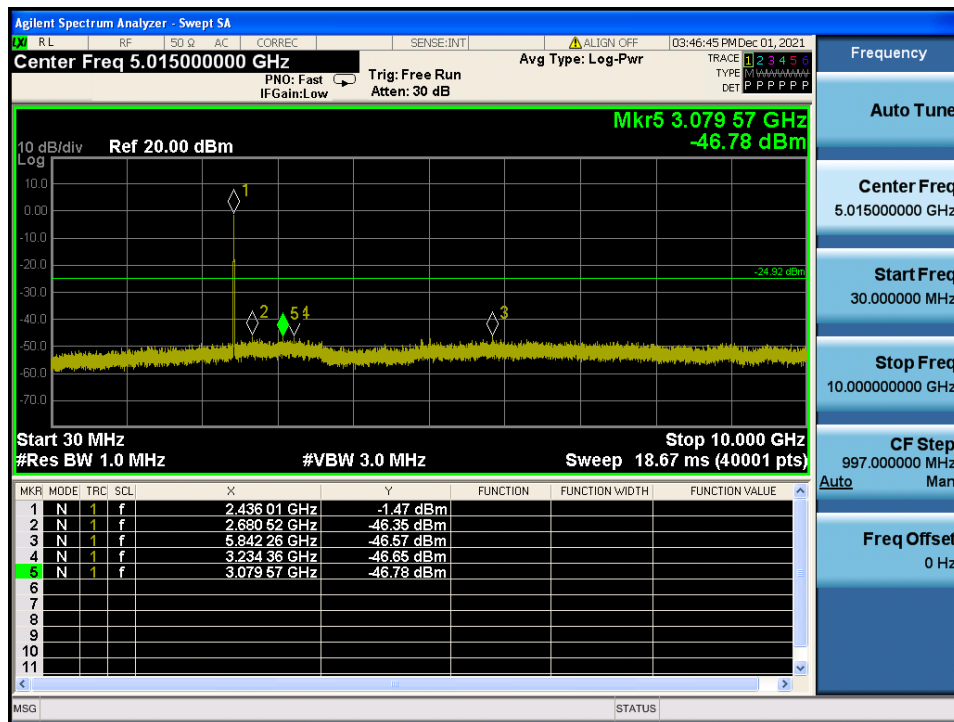 Agilent Spectrum Analyzer - Swept SA
LXI RL RF 50 Ω AC CORREC SENSE:INT ALIGN OFF 03:46:45 PM Dec 01, 2021
Center Freq 5.015000000 GHz
PNO: Fast
IFGain:Low
Trig: Free Run
Atten: 30 dB
Avg Type: Log-Pwr
TRACE 1 2 3 4 5 6
TYPE M WWWWW
DET P P P P P P
Mkr5 3.079 57 GHz
-46.78 dBm
10 dB/div
Log
Ref 20.00 dBm
10.0
0.00
-10.0
-20.0
-30.0
-40.0
-50.0
-60.0
-70.0
1
2
5 4
3
-24.92 dBm
Start 30 MHz
Stop 10.000 GHz
#Res BW 1.0 MHz
#VBW 3.0 MHz
Sweep 18.67 ms (40001 pts)
MKR MODE TRC SCL X Y FUNCTION FUNCTION WIDTH FUNCTION VALUE
1 N 1 f 2.436 01 GHz -1.47 dBm
2 N 1 f 2.680 52 GHz -46.35 dBm
3 N 1 f 5.842 26 GHz -46.57 dBm
4 N 1 f 3.234 36 GHz -46.65 dBm
5 N 1 f 3.079 57 GHz -46.78 dBm
6
7
8
9
10
11
MSG
STATUS
Frequency
Auto Tune
Center Freq
5.015000000 GHz
Start Freq
30.000000 MHz
Stop Freq
10.000000000 GHz
CF Step
997.000000 MHz
Auto Man
Freq Offset
0 Hz